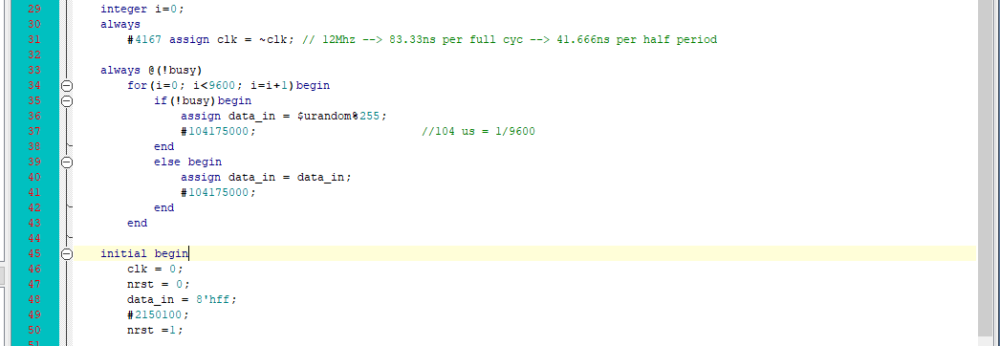 29 integer i=0;
30 always
31 #4167 assign clk = ~clk; // 12Mhz --> 83.33ns per full cyc --> 41.666ns per half period
32
33 always @(!busy)
34 for(i=0; i<9600; i=i+1)begin
35 if(!busy)begin
36 assign data_in = $urandom%255;
37 #104175000; //104 us = 1/9600
38 end
39 else begin
40 assign data_in = data_in;
41 #104175000;
42 end
43 end
44
45 initial begin
46 clk = 0;
47 nrst = 0;
48 data_in = 8'hff;
49 #2150100;
50 nrst =1;
51